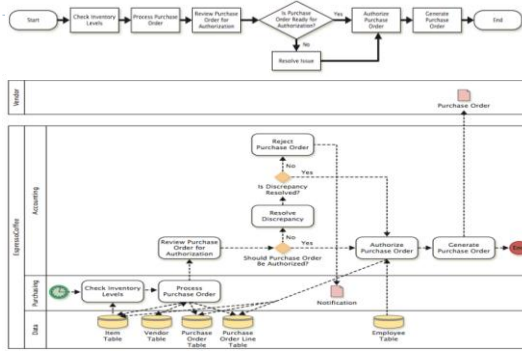 Start
Check Inventory
Levels
Process Purchase
Order
Review Purchase
Order for
Authorization
Is Purchase
Order Ready for
Authorization?
Yes
No
Resolve Issue
Authorize
Purchase
Order
Generate
Purchase
Order
End
Vendor
Purchase Order
EspressoCoffee
Accounting
Reject
Purchase Order
No
Yes
Is Discrepancy
Resolved?
Resolve
Discrepancy
No
Yes
Review Purchase
Order for
Authorization
Should Purchase Order
Be Authorized?
Authorize
Purchase Order
Generate
Purchase Order
End
Purchasing
Check Inventory
Levels
Process
Purchase Order
Notification
Data
Item
Table
Vendor
Table
Purchase
Order
Table
Purchase
Order Line
Table
Employee
Table